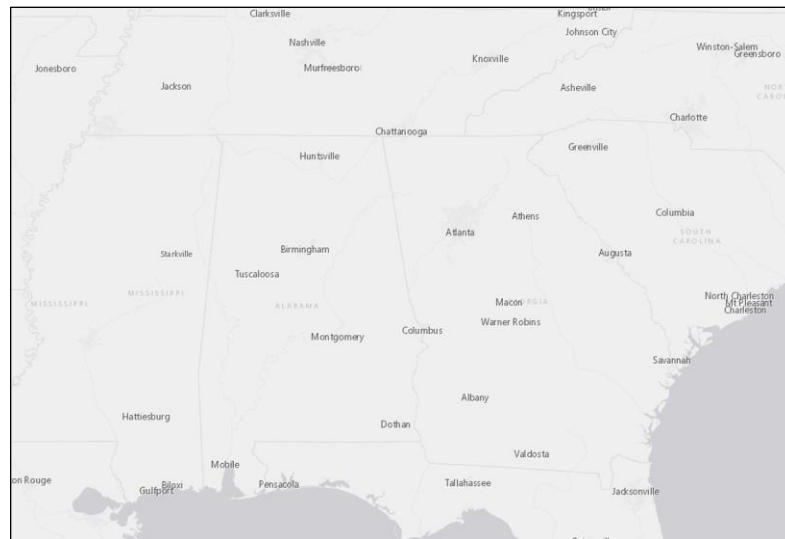 Clarksville
Kingsport
Johnson City
Nashville
Winston-Salem
Greensboro
Knoxville
Jonesboro
Murfreesboro
Jackson
Asheville
Charlotte
Chattanooga
Greenville
Huntsville
Columbia
Athens
Atlanta
SOUTH
CAROLINA
Birmingham
Starkville
Augusta
Tuscaloosa
MISSISSIPPI
North Charleston
MISSISSIPPI
Macon
Mt Pleasant
ALABAMA
Charleston
Warner Robins
Columbus
Montgomery
Savannah
Albany
Hattiesburg
Dothan
Valdosta
Mobile
on Rouge
Biloxi
Pensacola
Tallahassee
Gulfport
Jacksonville